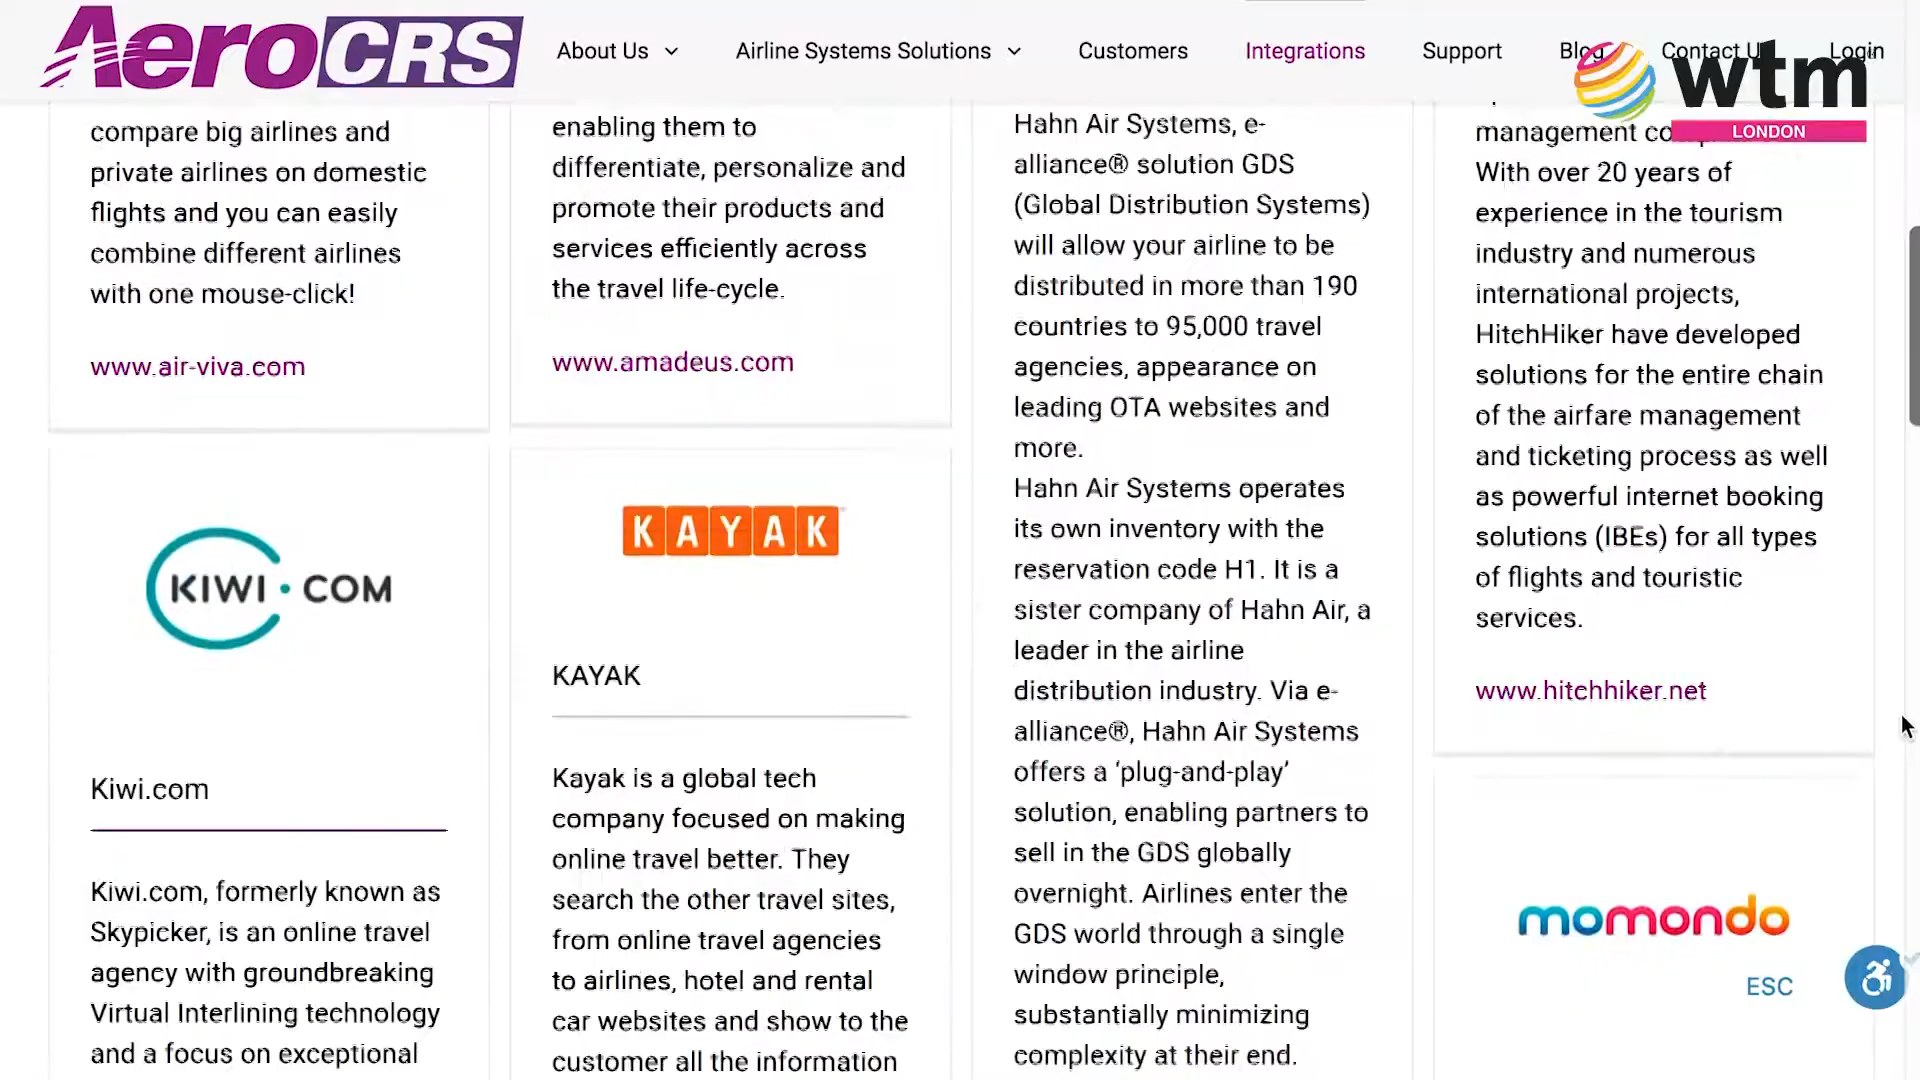 AeroCRS
About Us
Airline Systems Solutions
Customers
Integrations
Support
Blog
Contact U
Login
wtm
LONDON
compare big airlines and
private airlines on domestic
flights and you can easily
combine different airlines
with one mouse-click!
www.air-viva.com
KIWI.COM
Kiwi.com
Kiwi.com, formerly known as
Skypicker, is an online travel
agency with groundbreaking
Virtual Interlining technology
and a focus on exceptional
enabling them to
differentiate, personalize and
promote their products and
services efficiently across
the travel life-cycle.
www.amadeus.com
KAYAK
KAYAK
Kayak is a global tech
company focused on making
online travel better. They
search the other travel sites,
from online travel agencies
to airlines, hotel and rental
car websites and show to the
customer all the information
Hahn Air Systems, e-
alliance® solution GDS
(Global Distribution Systems)
will allow your airline to be
distributed in more than 190
countries to 95,000 travel
agencies, appearance on
leading OTA websites and
more.
Hahn Air Systems operates
its own inventory with the
reservation code H1. It is a
sister company of Hahn Air, a
leader in the airline
distribution industry. Via e-
alliance®, Hahn Air Systems
offers a ‘plug-and-play’
solution, enabling partners to
sell in the GDS globally
overnight. Airlines enter the
GDS world through a single
window principle,
substantially minimizing
complexity at their end.
management
With over 20 years of
experience in the tourism
industry and numerous
international projects,
HitchHiker have developed
solutions for the entire chain
of the airfare management
and ticketing process as well
as powerful internet booking
solutions (IBEs) for all types
of flights and touristic
services.
www.hitchhiker.net
momondo
ESC